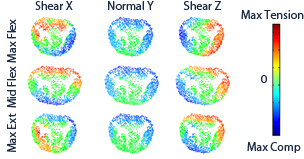 Shear X Normal Y Shear Z
Max Tension
Max Flex
Mid Flex
0
Max Ext
Max Comp